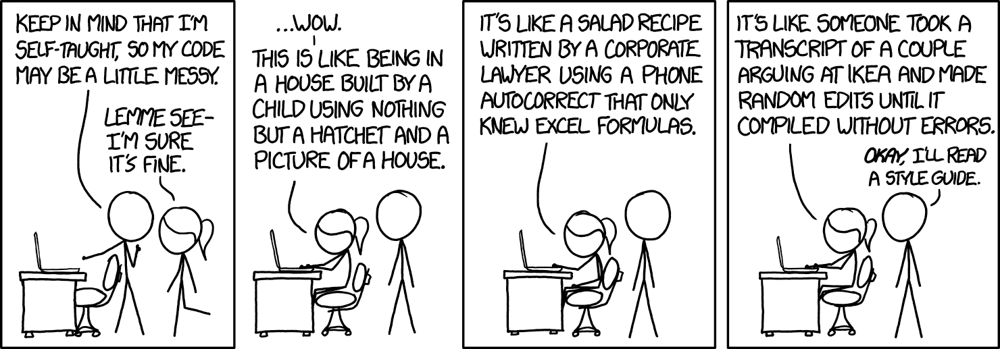 KEEP IN MIND THAT I'M
SELF-TAUGHT, SO MY CODE
MAY BE A LITTLE MESSY.
LEMME SEE-
I'M SURE
IT'S FINE.
...WOW.
THIS IS LIKE BEING IN
A HOUSE BUILT BY A
CHILD USING NOTHING
BUT A HATCHET AND A
PICTURE OF A HOUSE.
IT'S LIKE A SALAD RECIPE
WRITTEN BY A CORPORATE
LAWYER USING A PHONE
AUTOCORRECT THAT ONLY
KNEW EXCEL FORMULAS.
IT'S LIKE SOMEONE TOOK A
TRANSCRIPT OF A COUPLE
ARGUING AT IKEA AND MADE
RANDOM EDITS UNTIL IT
COMPILED WITHOUT ERRORS.
OKAY, I'LL READ
A STYLE GUIDE.